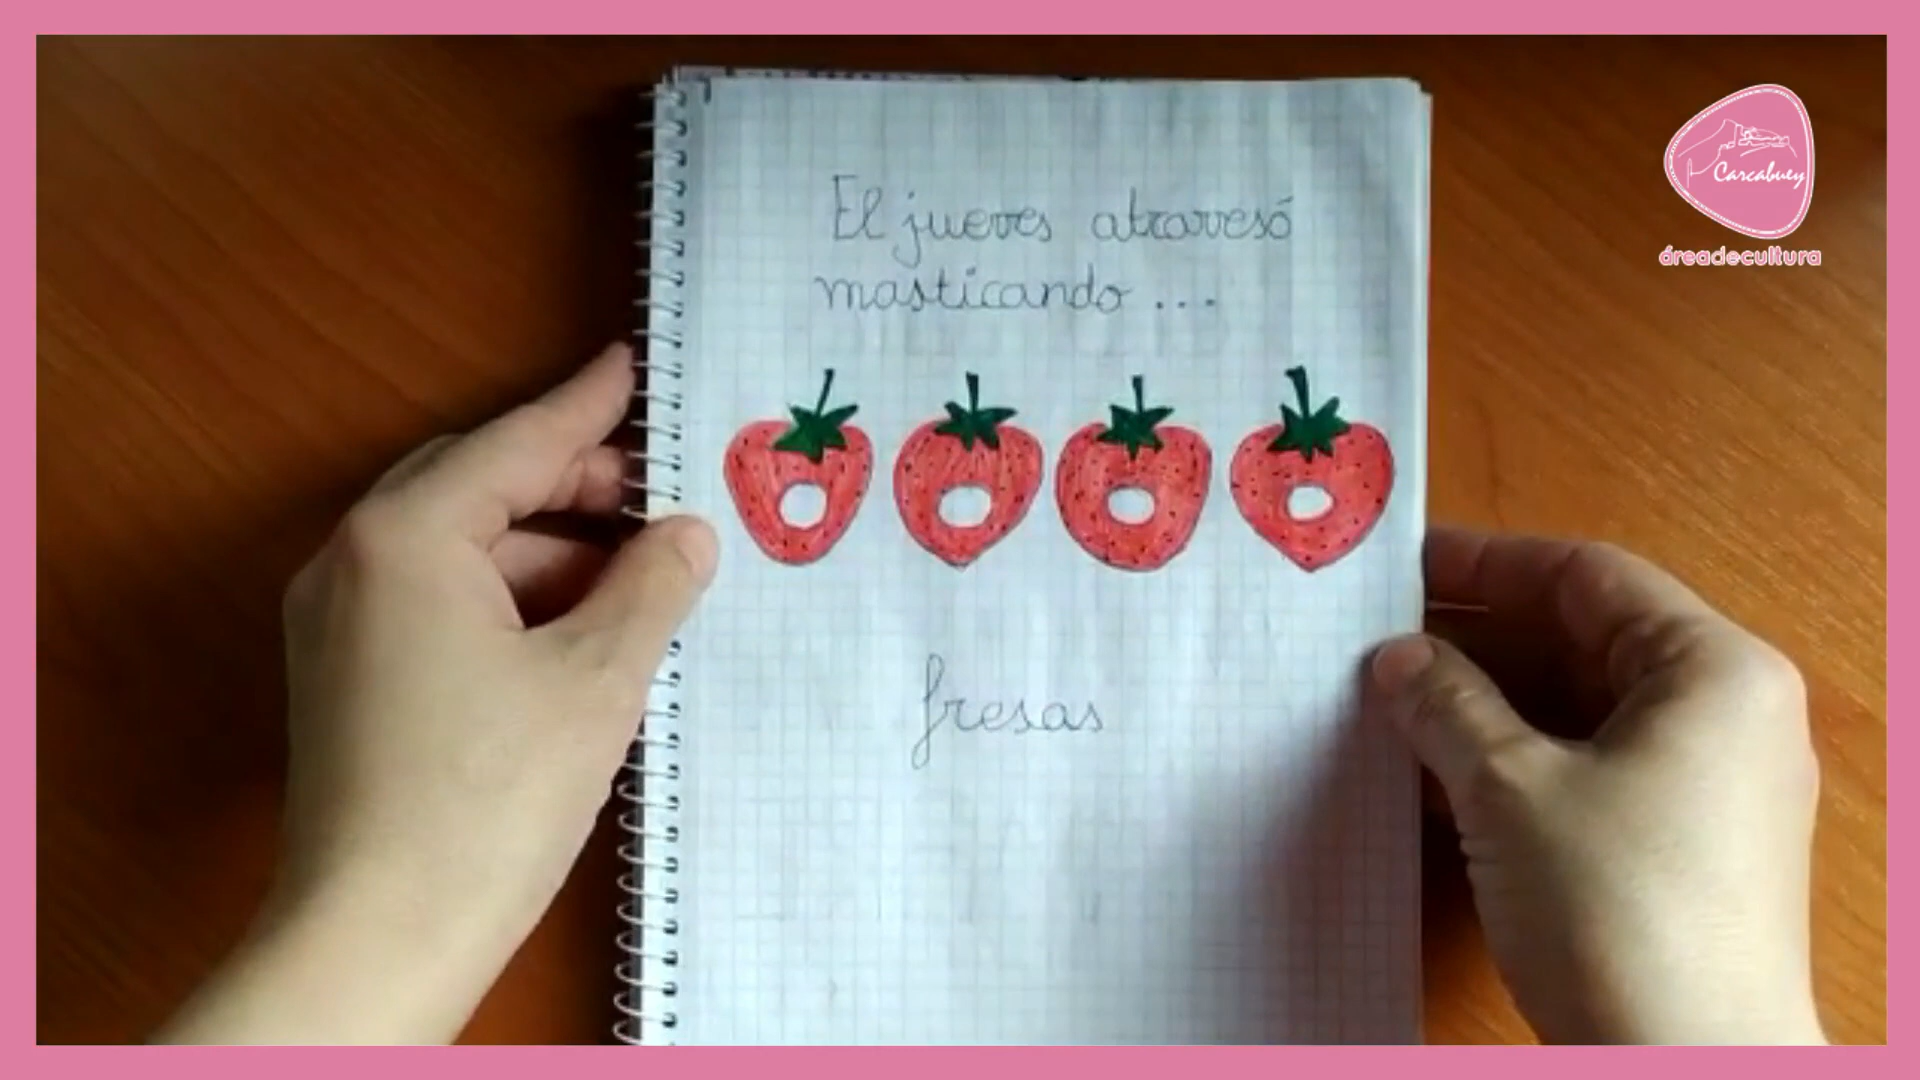 El jueves atravesó
masticando ...
fresas
Carcabuey
áreadecultura